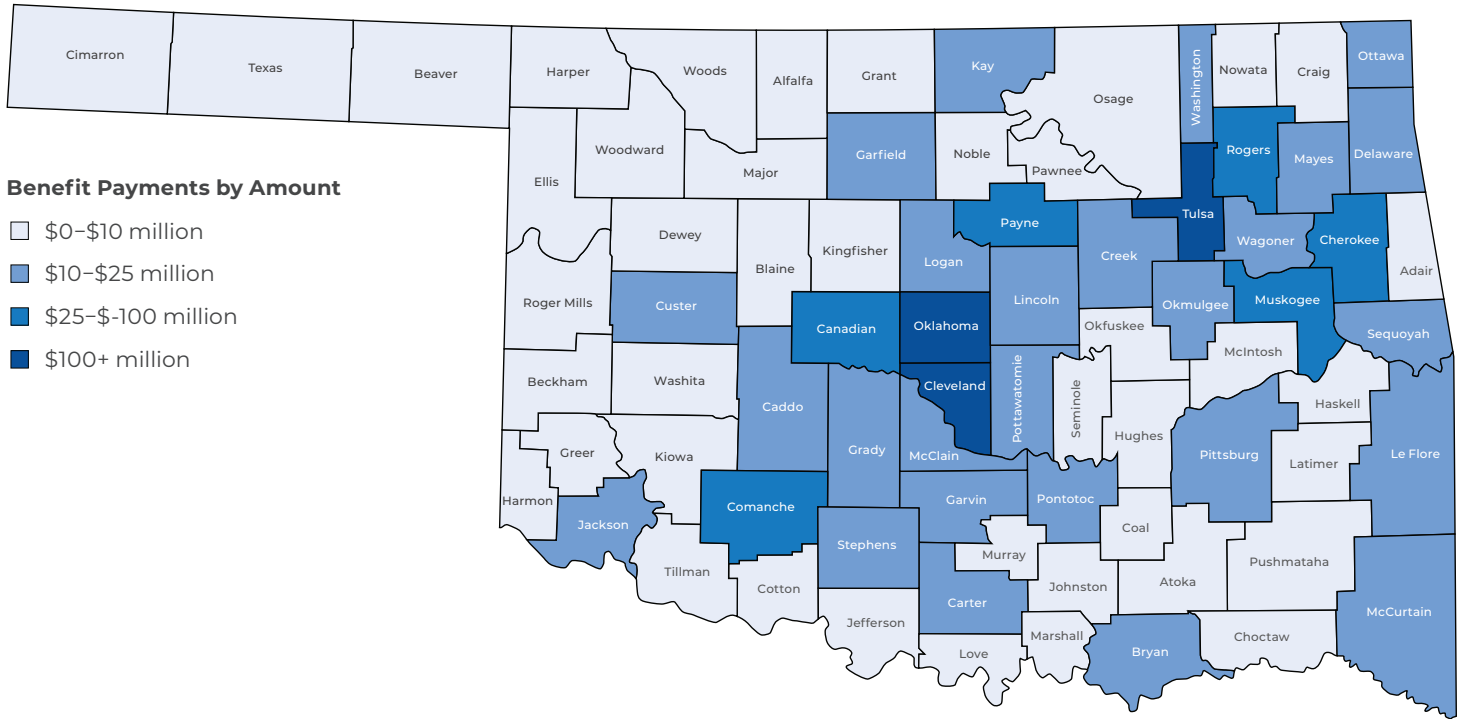 Cimarron
Texas
Beaver
Harper
Woods
Alfalfa
Grant
Kay
Osage
Washington
Nowata
Craig
Ottawa
Woodward
Ellis
Major
Garfield
Noble
Pawnee
Rogers
Mayes
Delaware
Benefit Payments by Amount
$0–$10 million
$10–$25 million
$25–$-100 million
$100+ million
Dewey
Blaine
Kingfisher
Logan
Payne
Creek
Tulsa
Wagoner
Cherokee
Adair
Roger Mills
Custer
Canadian
Oklahoma
Lincoln
Okfuskee
Okmulgee
Muskogee
Sequoyah
McIntosh
Beckham
Washita
Caddo
Cleveland
Pottawatomie
Seminole
Hughes
Haskell
Greer
Kiowa
Grady
McClain
Pittsburg
Latimer
Le Flore
Harmon
Jackson
Comanche
Garvin
Pontotoc
Coal
Stephens
Murray
Tillman
Cotton
Carter
Johnston
Atoka
Pushmataha
Jefferson
Love
Marshall
Bryan
Choctaw
McCurtain